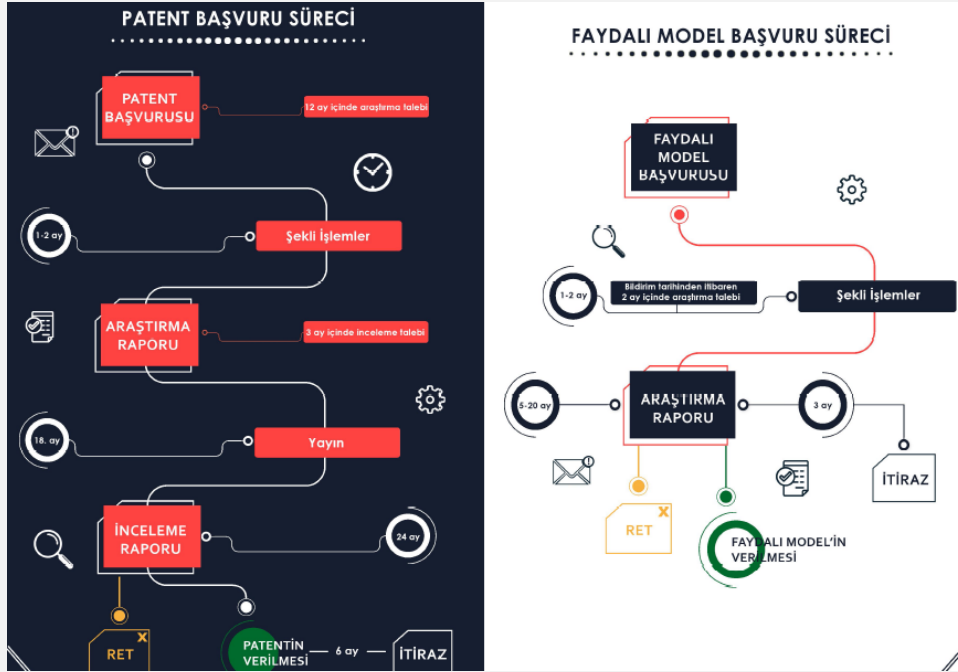 PATENT BAŞVURU SÜRECİ
PATENT
BAŞVURUSU
12 ay içinde araştırma talebi
1-2 ay
Şekli İşlemler
ARAŞTIRMA
RAPORU
3 ay içinde inceleme talebi
18. ay
Yayın
İNCELEME
RAPORU
24 ay
RET
PATENTİN
VERİLMESİ
6 ay
İTİRAZ
FAYDALI MODEL BAŞVURU SÜRECİ
FAYDALI
MODEL
BAŞVURUSU
1-2 ay
Bildirim tarihinden itibaren
2 ay içinde araştırma talebi
Şekli İşlemler
5-20 ay
ARAŞTIRMA
RAPORU
3 ay
İTİRAZ
RET
FAYDALI MODEL'İN
VERİLMESİ